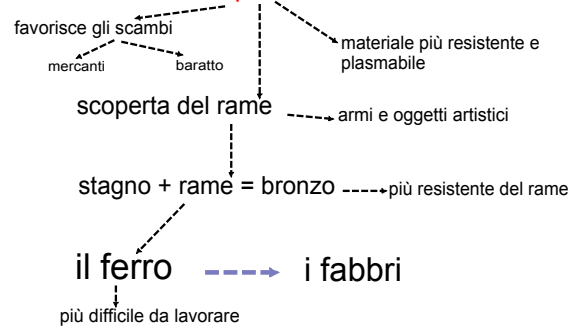 favorisce gli scambi
mercanti
baratto
materiale più resistente e
plasmabile
scoperta del rame
armi e oggetti artistici
stagno + rame = bronzo
più resistente del rame
il ferro
i fabbri
più difficile da lavorare